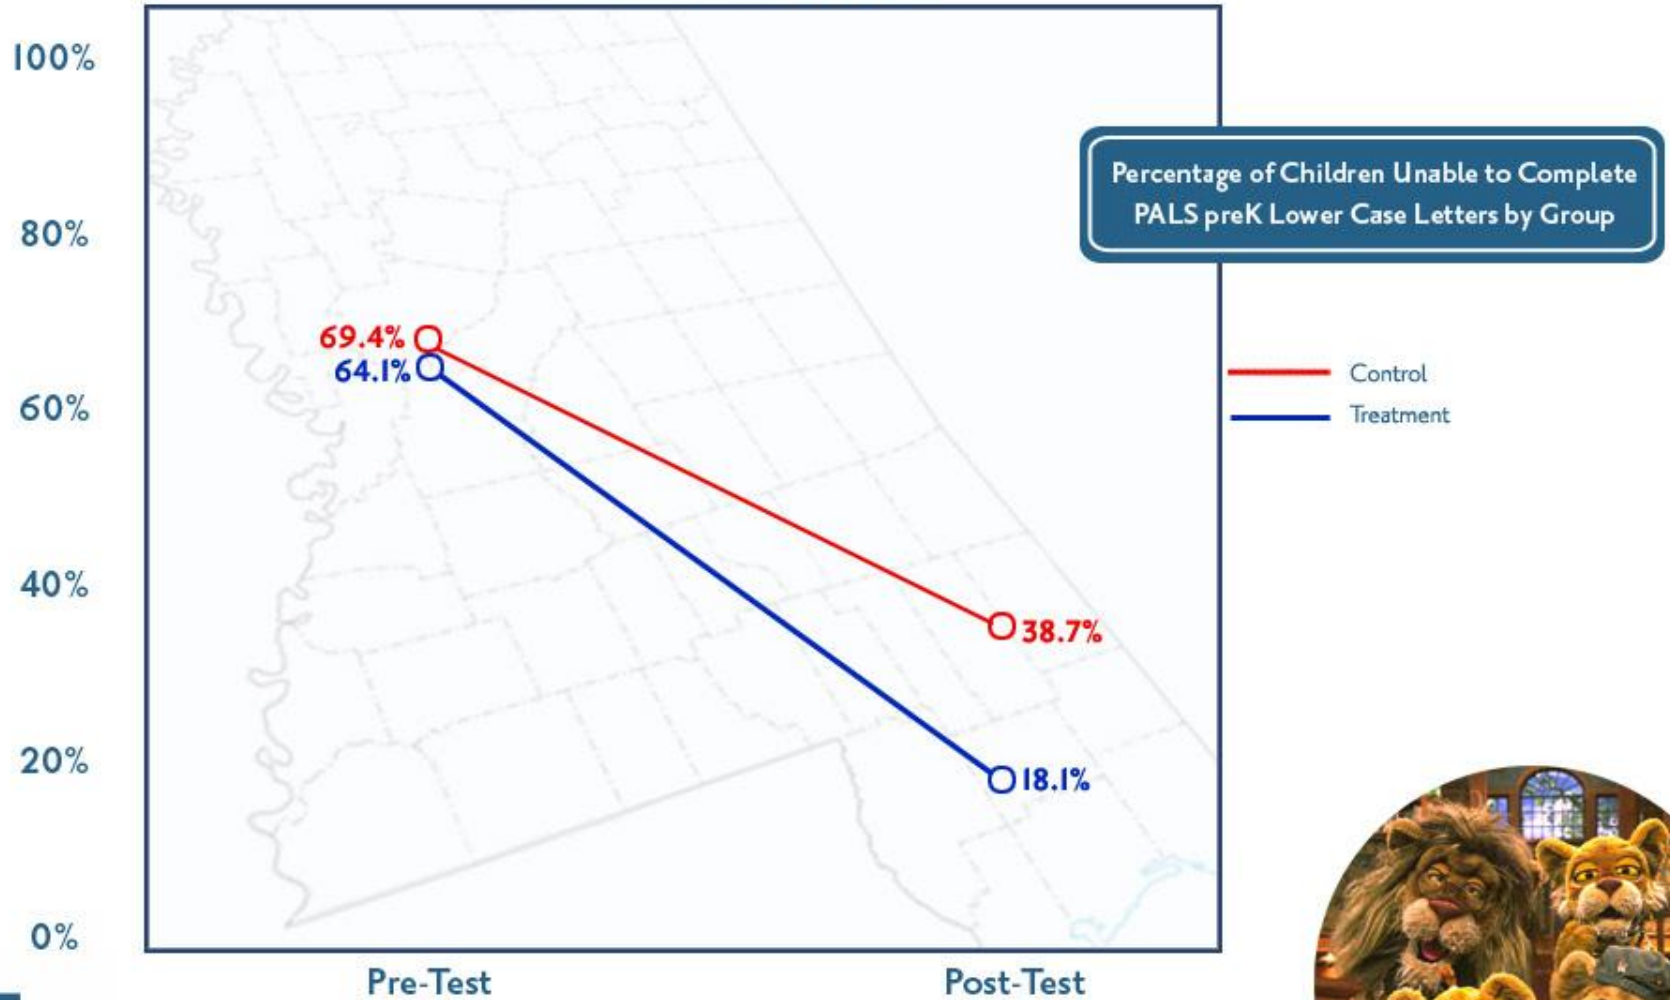 100%
80%
60%
40%
20%
0%
Percentage of Children Unable to Complete
PALS preK Lower Case Letters by Group
69.4%
64.1%
Control
Treatment
38.7%
18.1%
Pre-Test
Post-Test